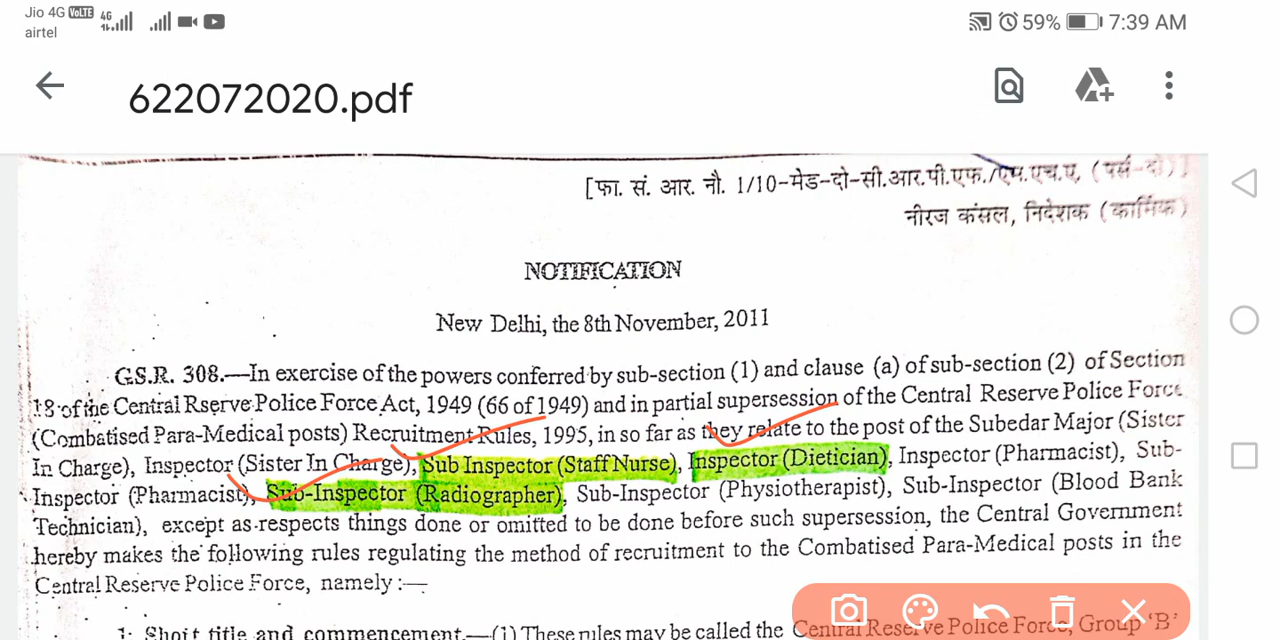 Jio 4G VoLTE 4G
airtel
59% 7:39 AM
622072020.pdf
[फा. सं. आर. नौ. 1/10-मेड-दो-सी.आर.पी.एफ./एम.एच.ए. (पर्स-दो)]
नीरज कंसल, निदेशक (कार्मिक)
NOTIFICATION
New Delhi, the 8th November, 2011
G.S.R. 308.—In exercise of the powers conferred by sub-section (1) and clause (a) of sub-section (2) of Section
18 of the Central Rserve Police Force Act, 1949 (66 of 1949) and in partial supersession of the Central Reserve Police Force
(Combatised Para-Medical posts) Recruitment Rules, 1995, in so far as they relate to the post of the Subedar Major (Sister
In Charge), Inspector (Sister In Charge), Sub Inspector (Staff Nurse), Inspector (Dietician), Inspector (Pharmacist), Sub-
Inspector (Pharmacist), Sub-Inspector (Radiographer), Sub-Inspector (Physiotherapist), Sub-Inspector (Blood Bank
Technician), except as respects things done or omitted to be done before such supersession, the Central Government
hereby makes the following rules regulating the method of recruitment to the Combatised Para-Medical posts in the
Central Reserve Police Force, namely :—
1. Short title and commencement.—(1) These rules may be called the Central Reserve Police Force, Group 'B'